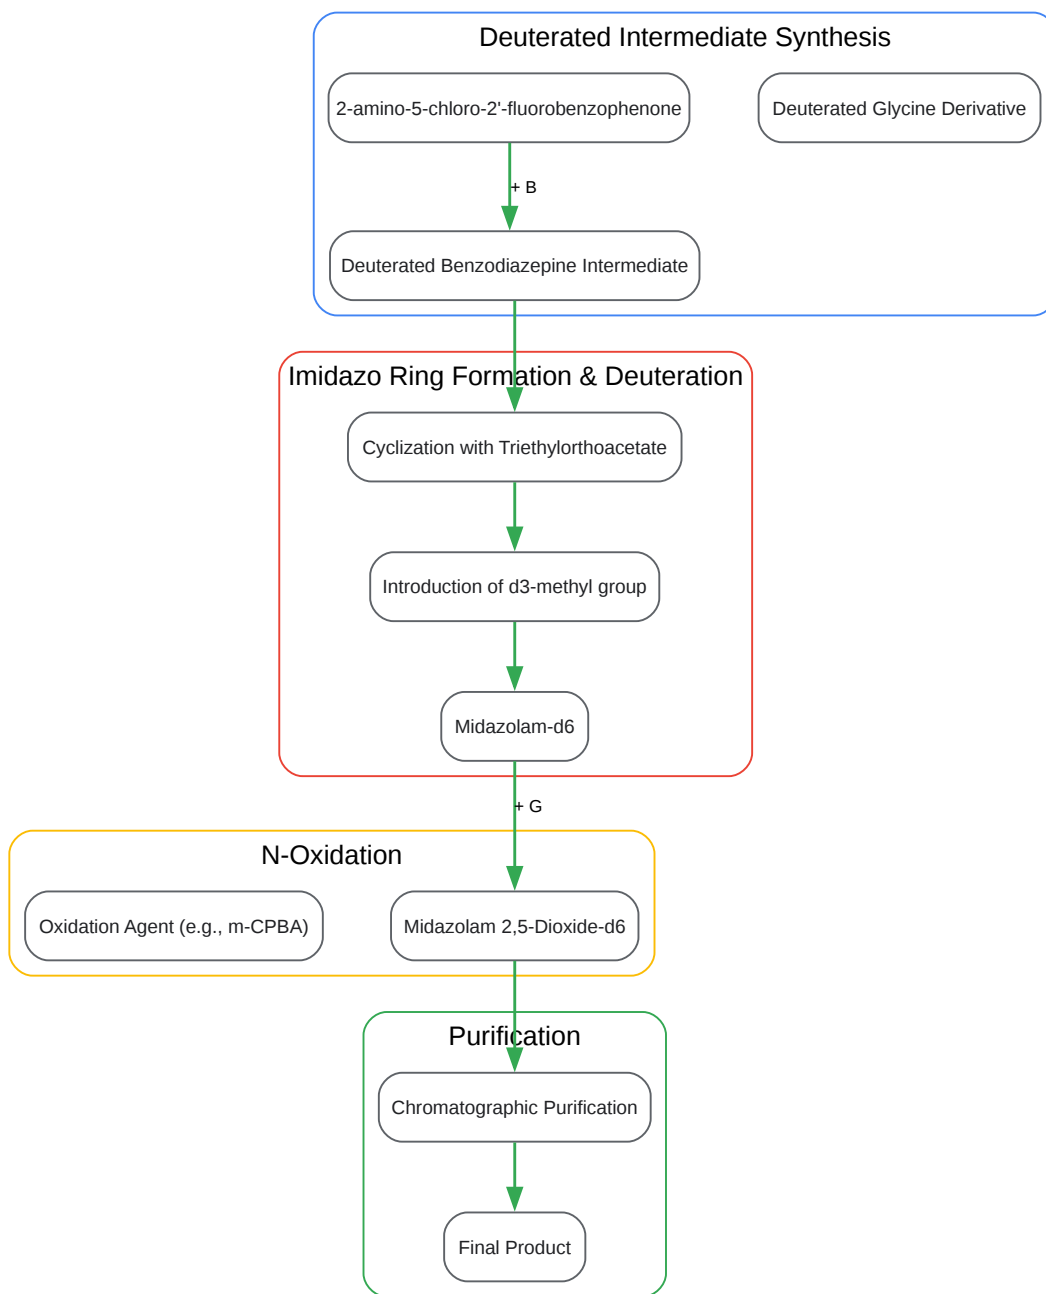 Deuterated Intermediate Synthesis
2-amino-5-chloro-2'-fluorobenzophenone
Deuterated Glycine Derivative
+ B
Deuterated Benzodiazepine Intermediate
Imidazo Ring Formation & Deuteration
Cyclization with Triethylorthoacetate
Introduction of d3-methyl group
Midazolam-d6
+ G
N-Oxidation
Oxidation Agent (e.g., m-CPBA)
Midazolam 2,5-Dioxide-d6
Purification
Chromatographic Purification
Final Product